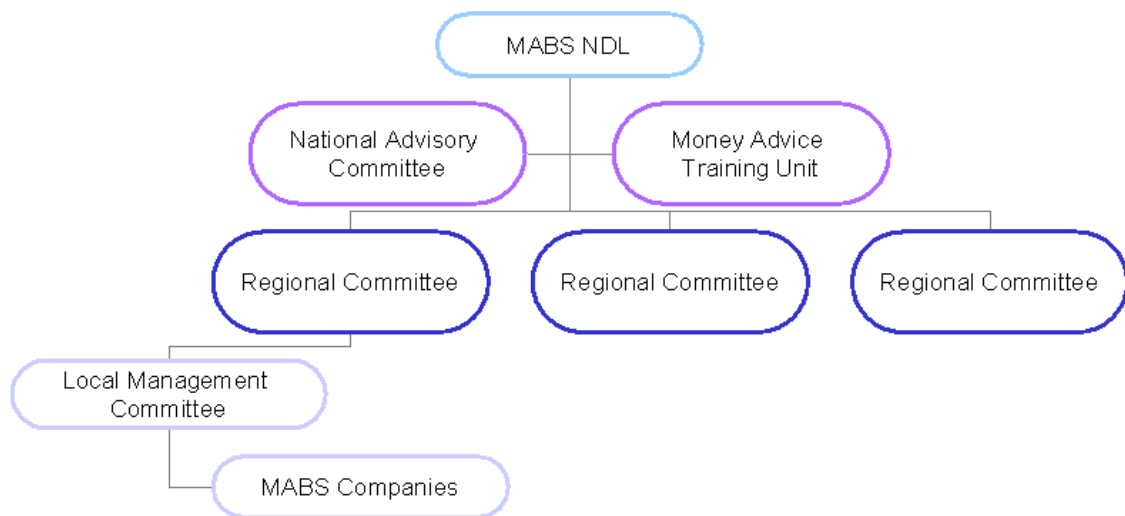 MABS NDL
National Advisory
Committee
Money Advice
Training Unit
Regional Committee
Regional Committee
Regional Committee
Local Management
Committee
MABS Companies